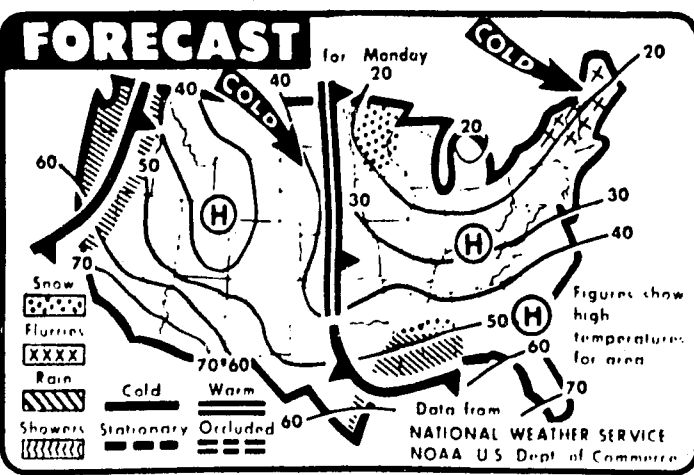 FORECAST
for Monday
COLD
20
20
40
40
COLD
20
60
50
30
30
H
H
40
70
Snow
Flurries
XXXX
Rain
Showers
50
H
Figures show
high
temperatures
for area
70
60
60
Cold
Warm
Stationary
Occluded
60
70
Data from
NATIONAL WEATHER SERVICE
NOAA U S Dept of Commerce